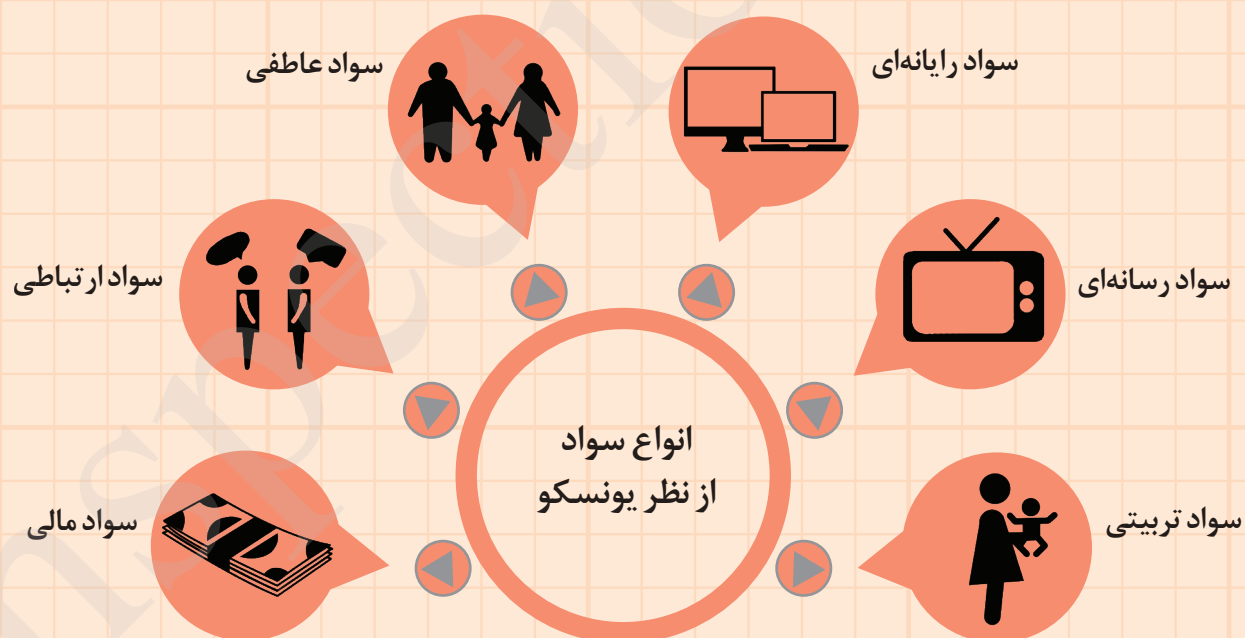 سواد رایانه‌ای
سواد عاطفی
سواد رسانه‌ای
سواد ارتباطی
انواع سواد
از نظر یونسکو
سواد تربیتی
سواد مالی